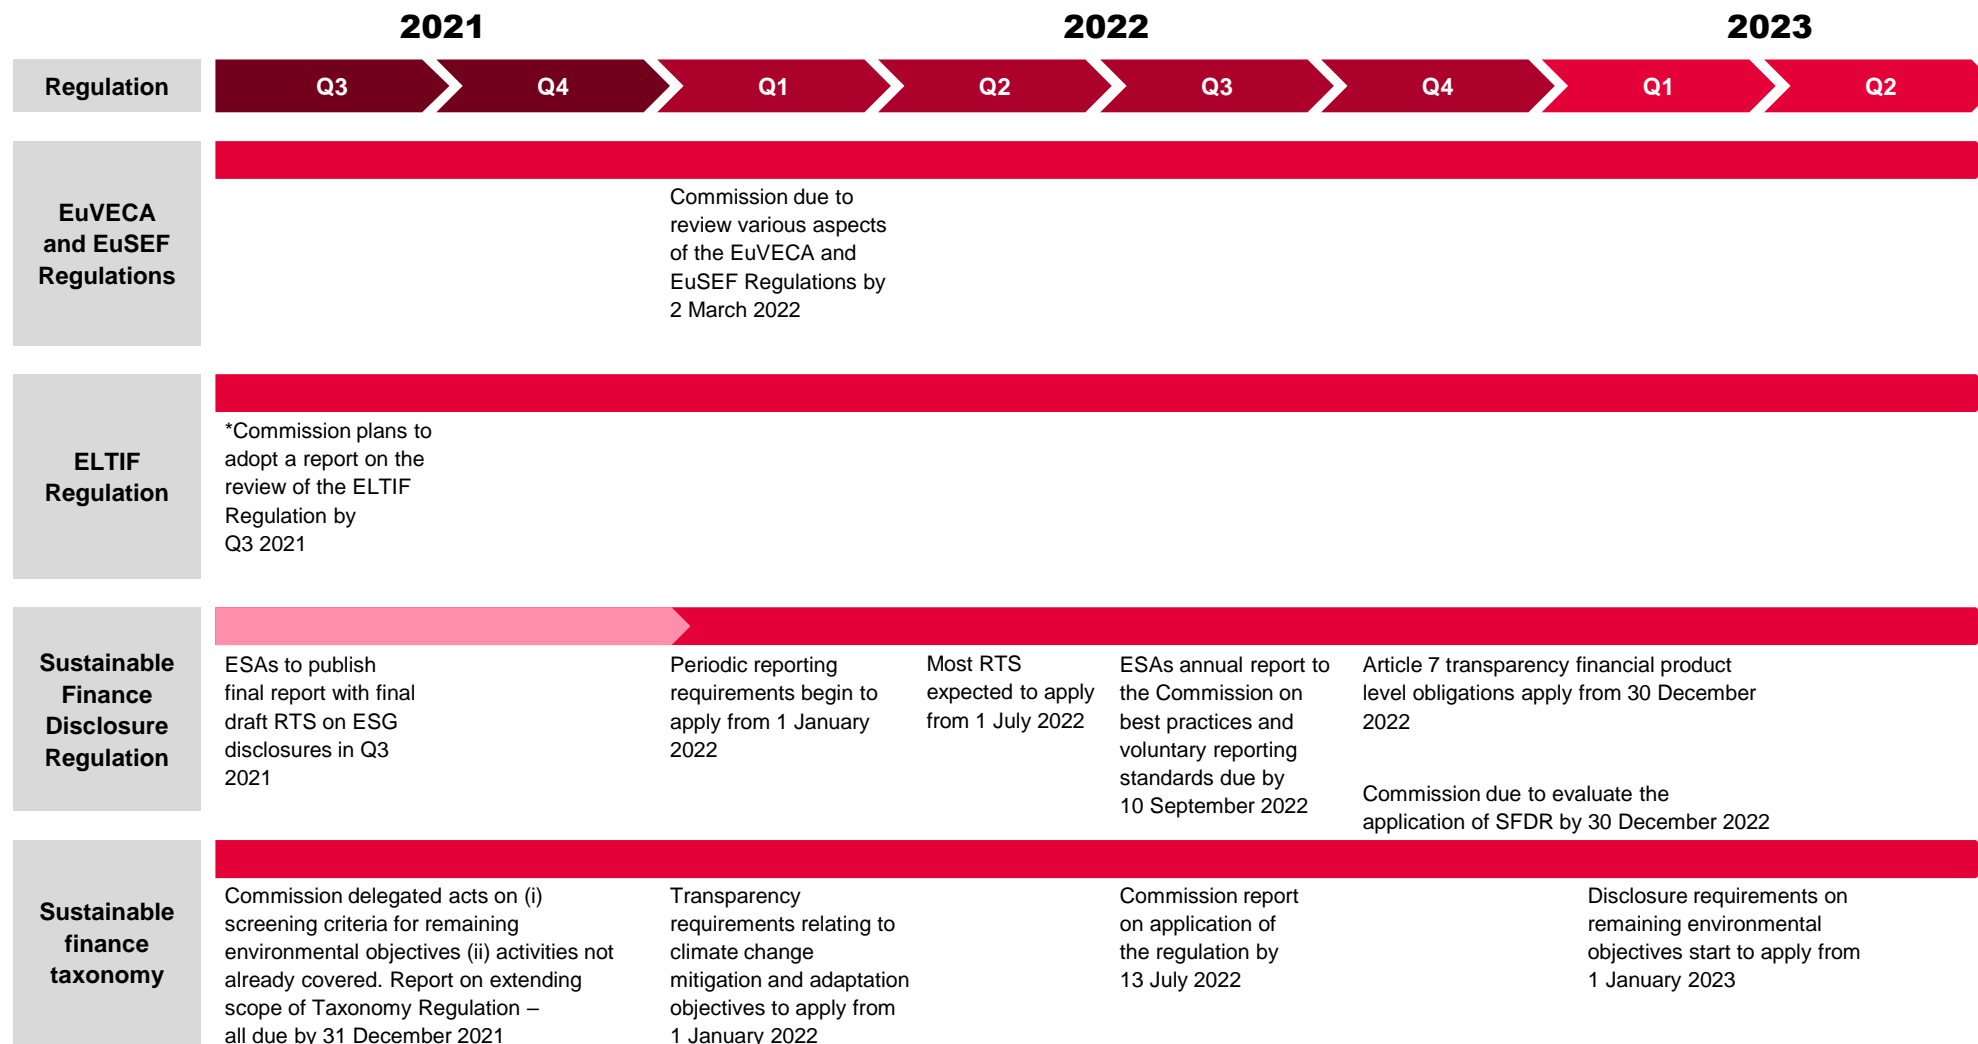 2021
2022
2023
Regulation
Q3
Q4
Q1
Q2
Q3
Q4
Q1
Q2
EuVECA
and EuSEF
Regulations
Commission due to
review various aspects
of the EuVECA and
EuSEF Regulations by
2 March 2022
ELTIF
Regulation
*Commission plans to
adopt a report on the
review of the ELTIF
Regulation by
Q3 2021
Sustainable
Finance
Disclosure
Regulation
ESAs to publish
final report with final
draft RTS on ESG
disclosures in Q3
2021
Periodic reporting
requirements begin to
apply from 1 January
2022
Most RTS
expected to apply
from 1 July 2022
ESAs annual report to
the Commission on
best practices and
voluntary reporting
standards due by
10 September 2022
Article 7 transparency financial product
level obligations apply from 30 December
2022
Commission due to evaluate the
application of SFDR by 30 December 2022
Sustainable
finance
taxonomy
Commission delegated acts on (i)
screening criteria for remaining
environmental objectives (ii) activities not
already covered. Report on extending
scope of Taxonomy Regulation –
all due by 31 December 2021
Transparency
requirements relating to
climate change
mitigation and adaptation
objectives to apply from
1 January 2022
Commission report
on application of
the regulation by
13 July 2022
Disclosure requirements on
remaining environmental
objectives start to apply from
1 January 2023